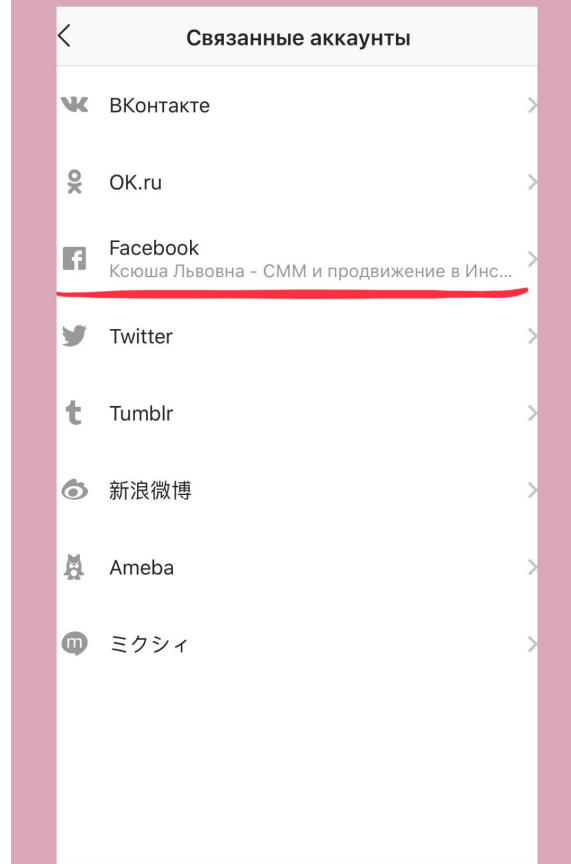 Связанные аккаунты
ВКонтакте
OK.ru
Facebook
Ксюша Львовна - СММ и продвижение в Инс...
Twitter
Tumblr
新浪微博
Ameba
ミクシィ